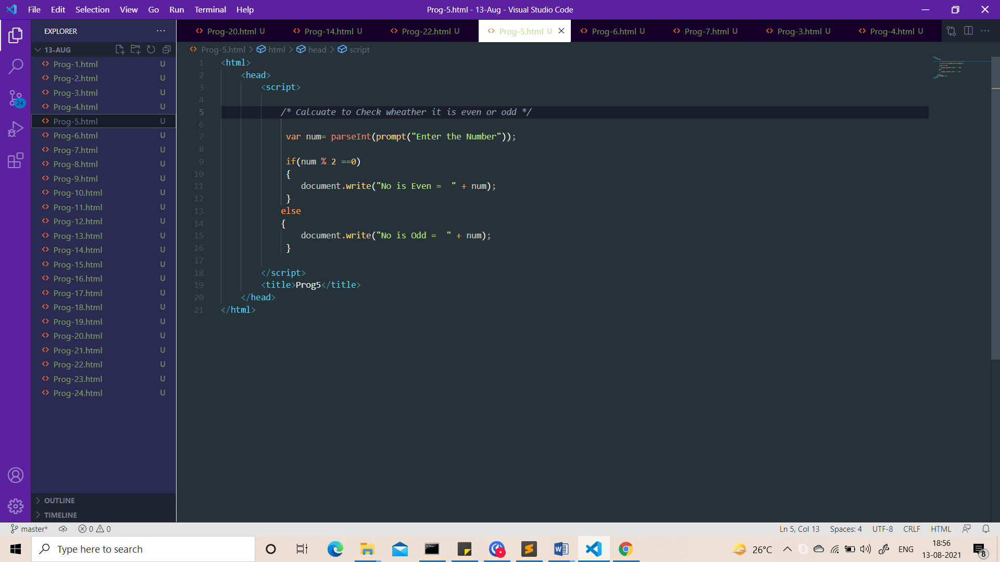 File Edit Selection View Go Run Terminal Help
Prog-5.html - 13-Aug - Visual Studio Code
EXPLORER
Prog-20.html U
Prog-14.html U
Prog-22.html U
Prog-5.html U
Prog-6.html U
Prog-7.html U
Prog-3.html U
Prog-4.html U
13-AUG
Prog-5.html > html > head > script
Prog-1.html U
Prog-2.html U
Prog-3.html U
Prog-4.html U
Prog-5.html U
Prog-6.html U
Prog-7.html U
Prog-8.html U
Prog-9.html U
Prog-10.html U
Prog-11.html U
Prog-12.html U
Prog-13.html U
Prog-14.html U
Prog-15.html U
Prog-16.html U
Prog-17.html U
Prog-18.html U
Prog-19.html U
Prog-20.html U
Prog-21.html U
Prog-22.html U
Prog-23.html U
Prog-24.html U
24
OUTLINE
TIMELINE
1 <html>
2 <head>
3 <script>
4
5 /* Calcuate to Check wheather it is even or odd */
6
7 var num= parseInt(prompt("Enter the Number"));
8
9 if(num % 2 ==0)
10 {
11 document.write("No is Even =  " + num);
12 }
13 else
14 {
15 document.write("No is Odd =  " + num);
16 }
17
18 </script>
19 <title>Prog5</title>
20 </head>
21 </html>
master* 0 0
Ln 5, Col 13 Spaces: 4 UTF-8 CRLF HTML
Type here to search
26°C
ENG
18:56
13-08-2021
8